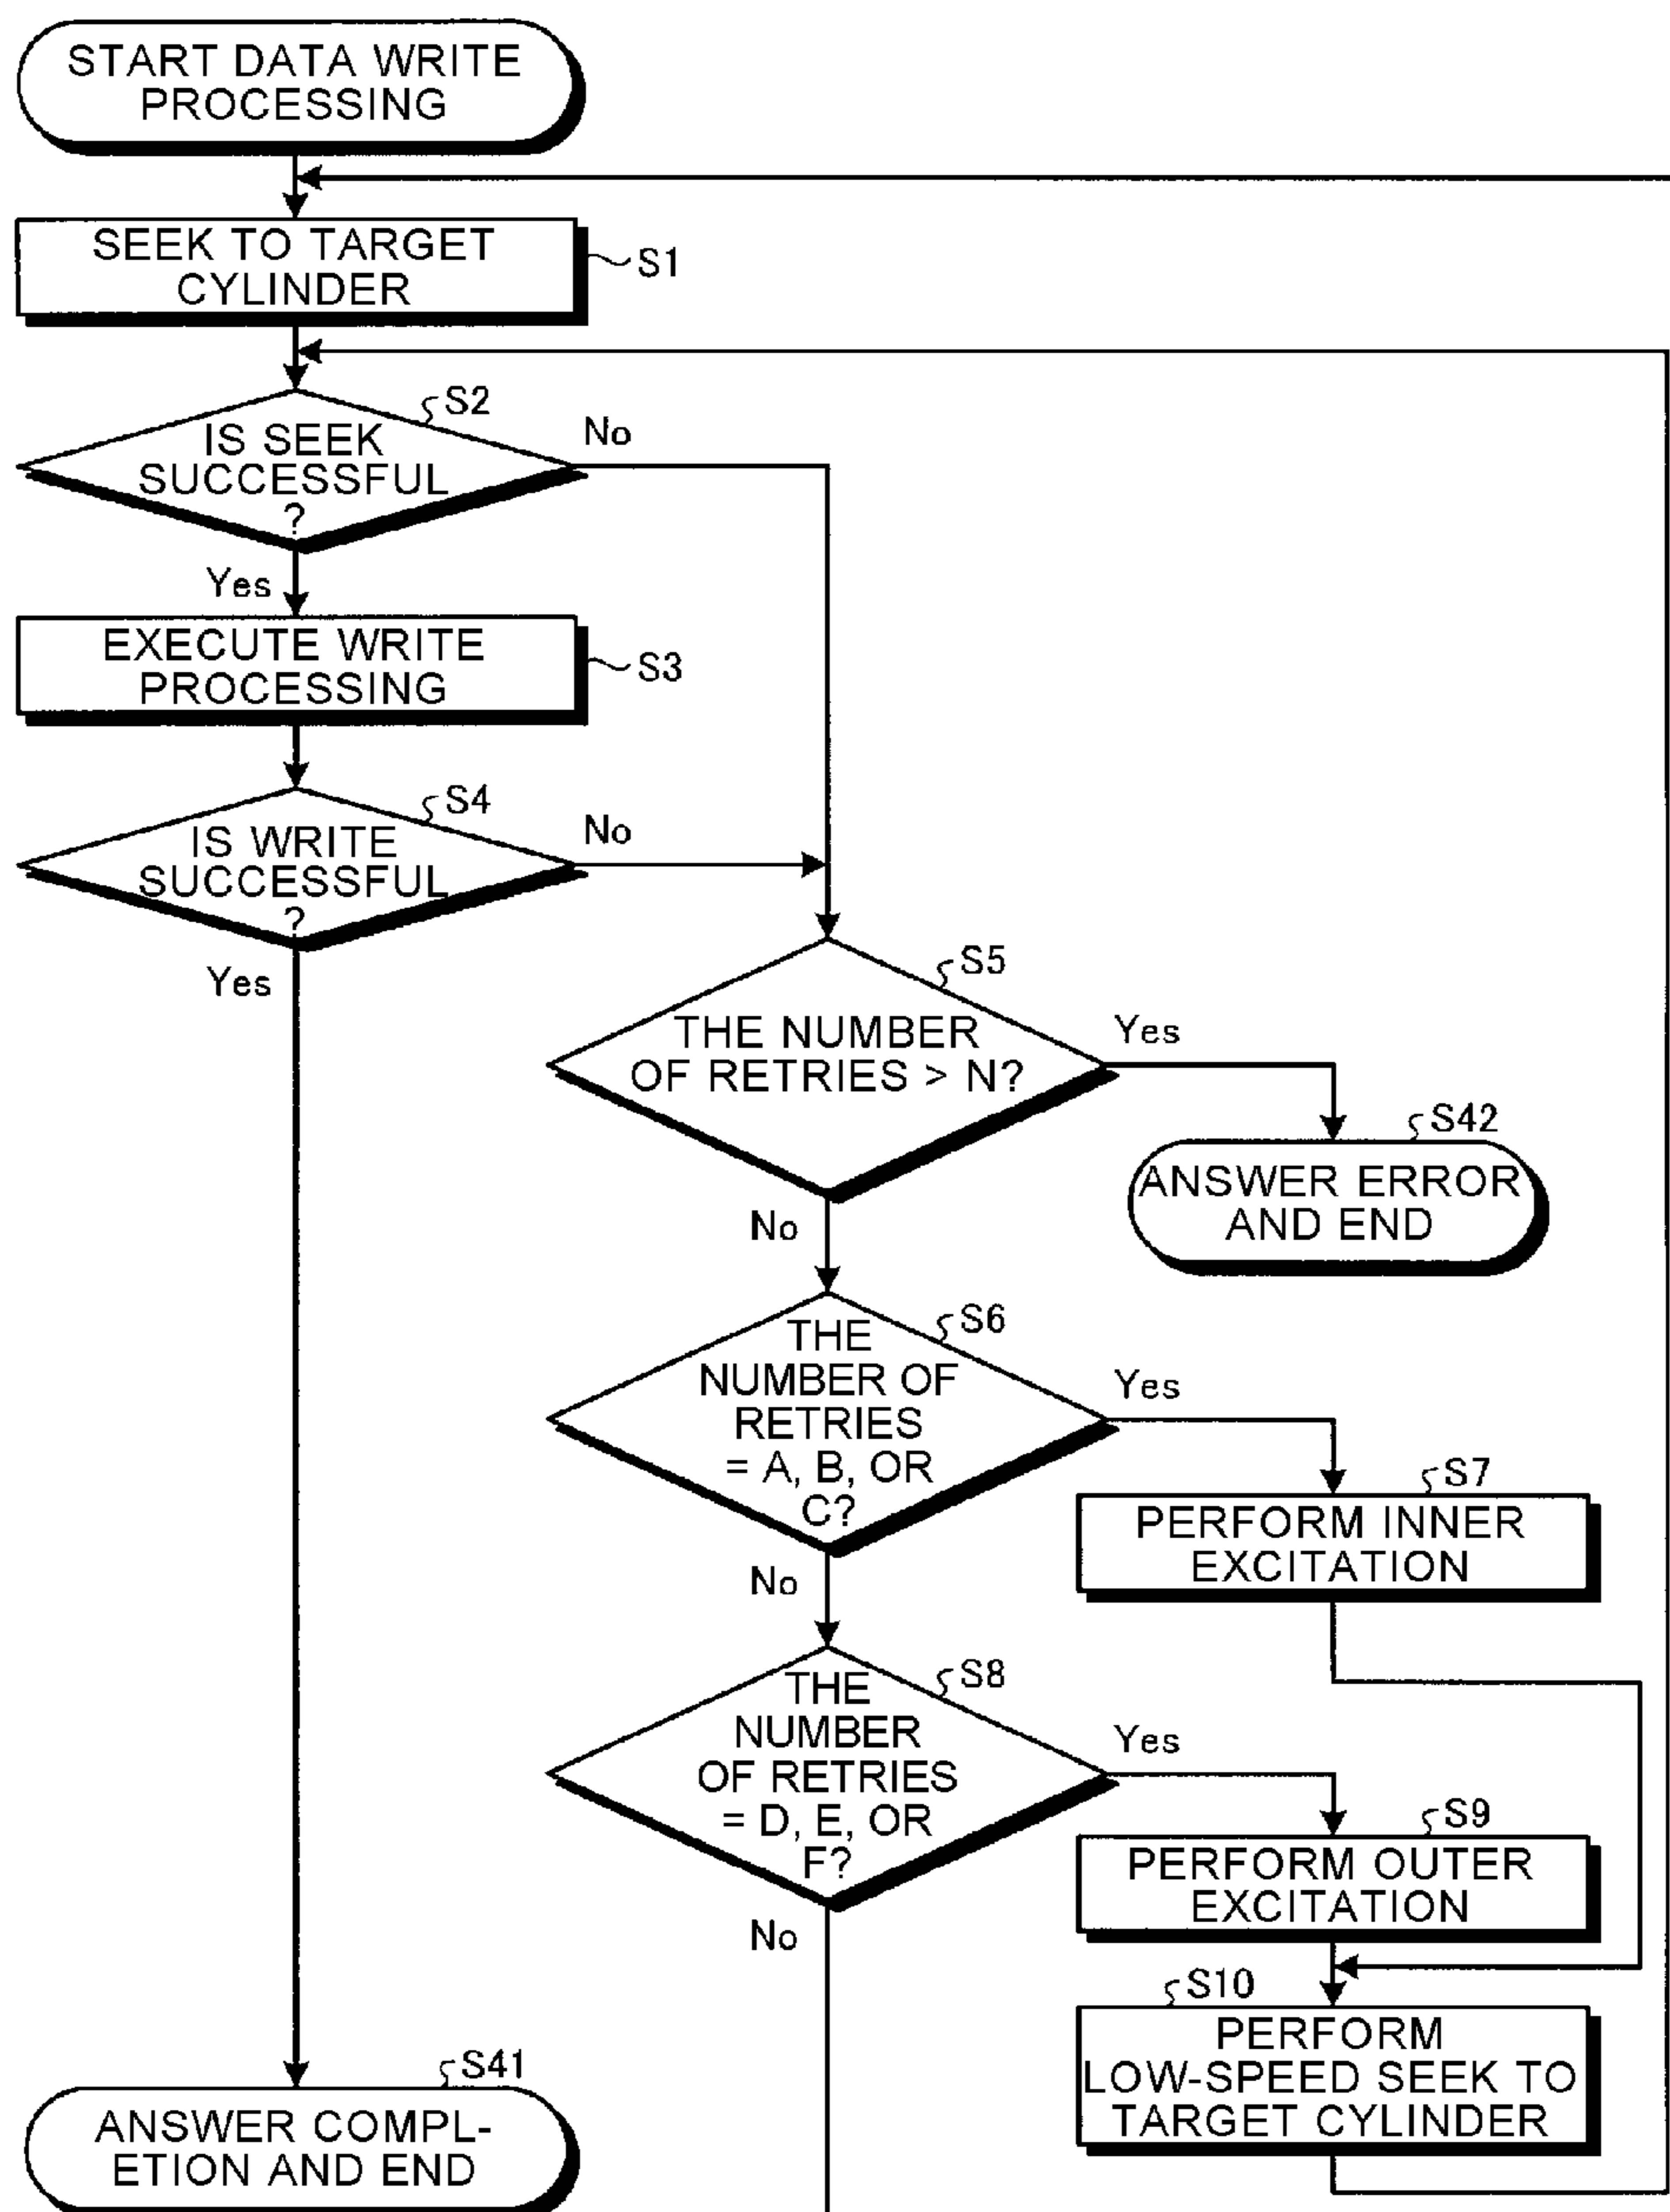 START DATA WRITE
PROCESSING
SEEK TO TARGET
CYLINDER
S1
S2
IS SEEK
SUCCESSFUL
?
No
Yes
EXECUTE WRITE
PROCESSING
S3
S4
IS WRITE
SUCCESSFUL
?
No
Yes
S5
THE NUMBER
OF RETRIES > N?
Yes
S42
ANSWER ERROR
AND END
No
S6
THE
NUMBER OF
RETRIES
= A, B, OR
C?
Yes
S7
PERFORM INNER
EXCITATION
No
S8
THE
NUMBER
OF RETRIES
= D, E, OR
F?
Yes
S9
PERFORM OUTER
EXCITATION
No
S10
PERFORM
LOW-SPEED SEEK TO
TARGET CYLINDER
S41
ANSWER COMPL-
ETION AND END